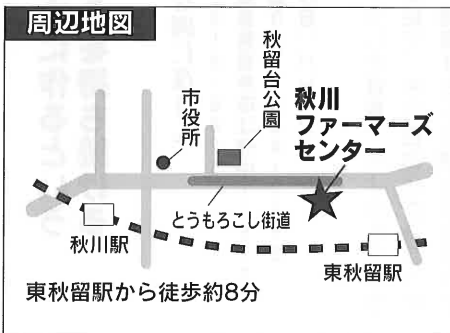 周辺地図
秋留台公園
市役所
秋川
ファーマーズ
センター
とうもろこし街道
秋川駅
東秋留駅
東秋留駅から徒歩約8分